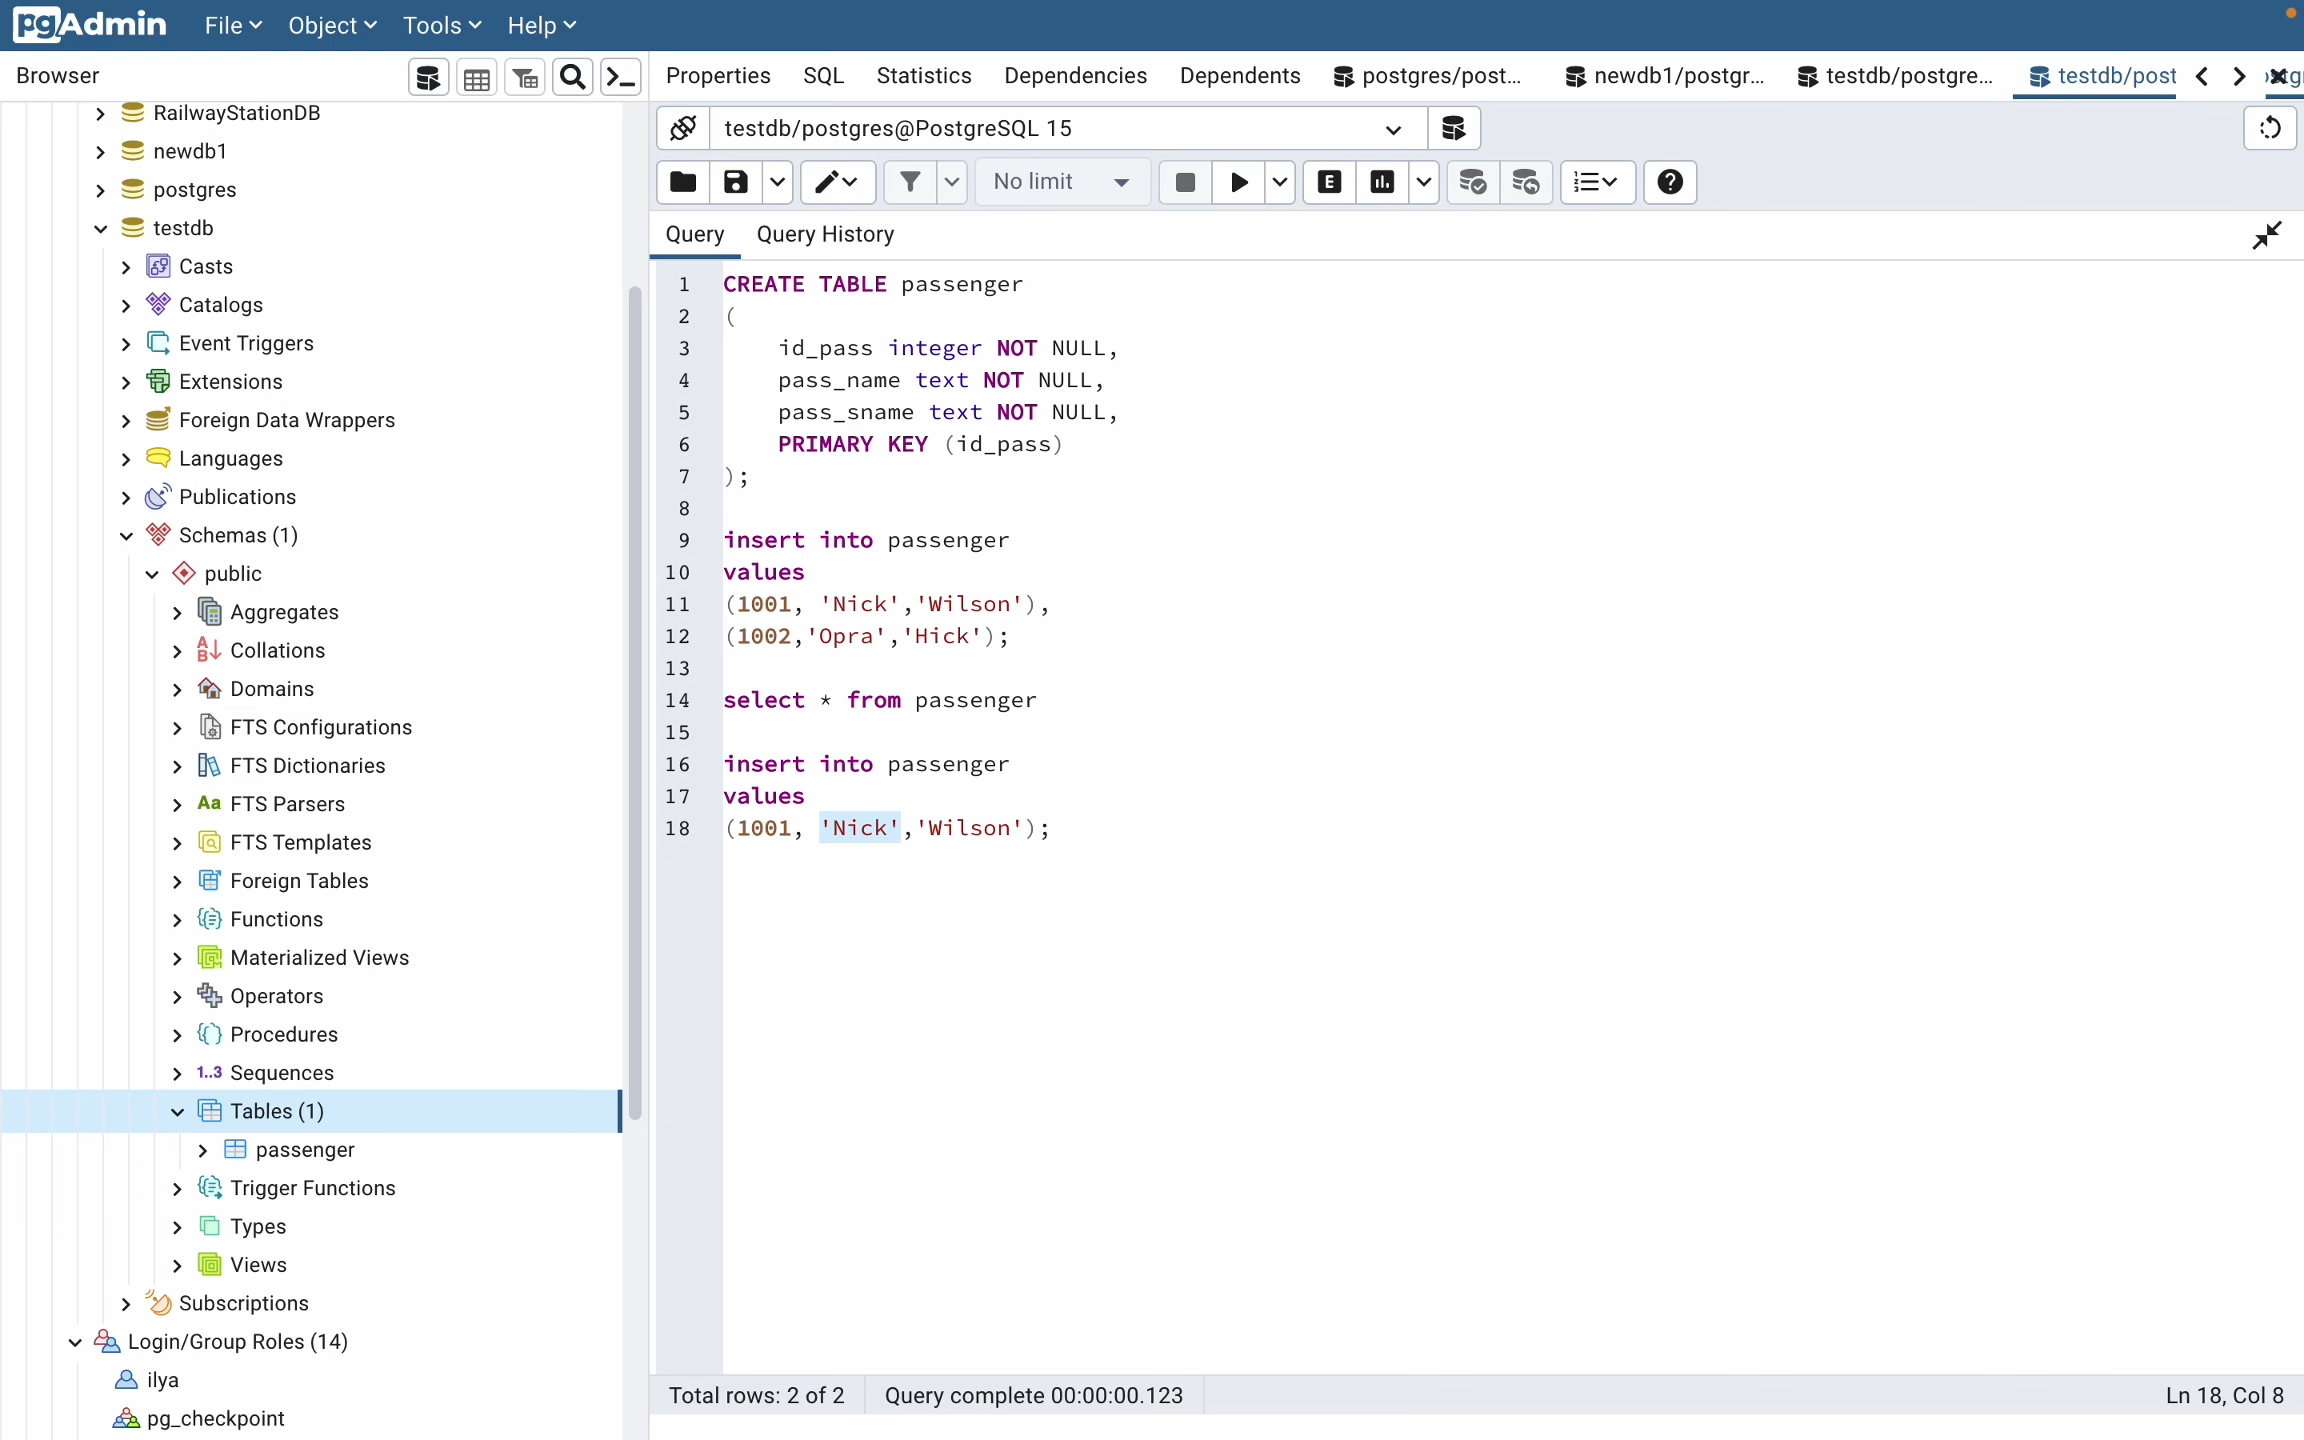 pgAdmin File Object Tools Help
Browser
Properties SQL Statistics Dependencies Dependents postgres/post... newdb1/postgr... testdb/postgre... testdb/post
RailwayStationDB
newdb1
postgres
testdb
Casts
Catalogs
Event Triggers
Extensions
Foreign Data Wrappers
Languages
Publications
Schemas (1)
public
Aggregates
Collations
Domains
FTS Configurations
FTS Dictionaries
Aa FTS Parsers
FTS Templates
Foreign Tables
Functions
Materialized Views
Operators
Procedures
1..3 Sequences
Tables (1)
passenger
Trigger Functions
Types
Views
Subscriptions
Login/Group Roles (14)
ilya
pg_checkpoint
testdb/postgres@PostgreSQL 15
No limit
E
Query Query History
1 CREATE TABLE passenger
2 (
3 id_pass integer NOT NULL,
4 pass_name text NOT NULL,
5 pass_sname text NOT NULL,
6 PRIMARY KEY (id_pass)
7 );
8
9 insert into passenger
10 values
11 (1001, 'Nick','Wilson'),
12 (1002,'Opra','Hick');
13
14 select * from passenger
15
16 insert into passenger
17 values
18 (1001, 'Nick','Wilson');
Total rows: 2 of 2 Query complete 00:00:00.123 Ln 18, Col 8